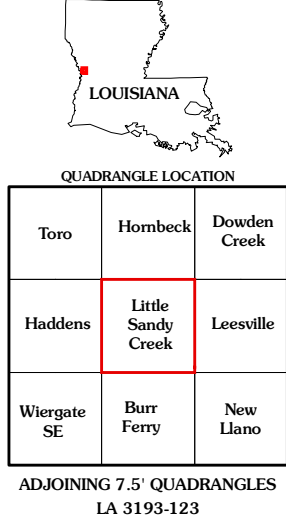 LOUISIANA
QUADRANGLE LOCATION
Toro
Hornbeck
Dowden
Creek
Haddens
Little
Sandy
Creek
Leesville
Wiergate
SE
Burr
Ferry
New
Llano
ADJOINING 7.5' QUADRANGLES
LA 3193-123